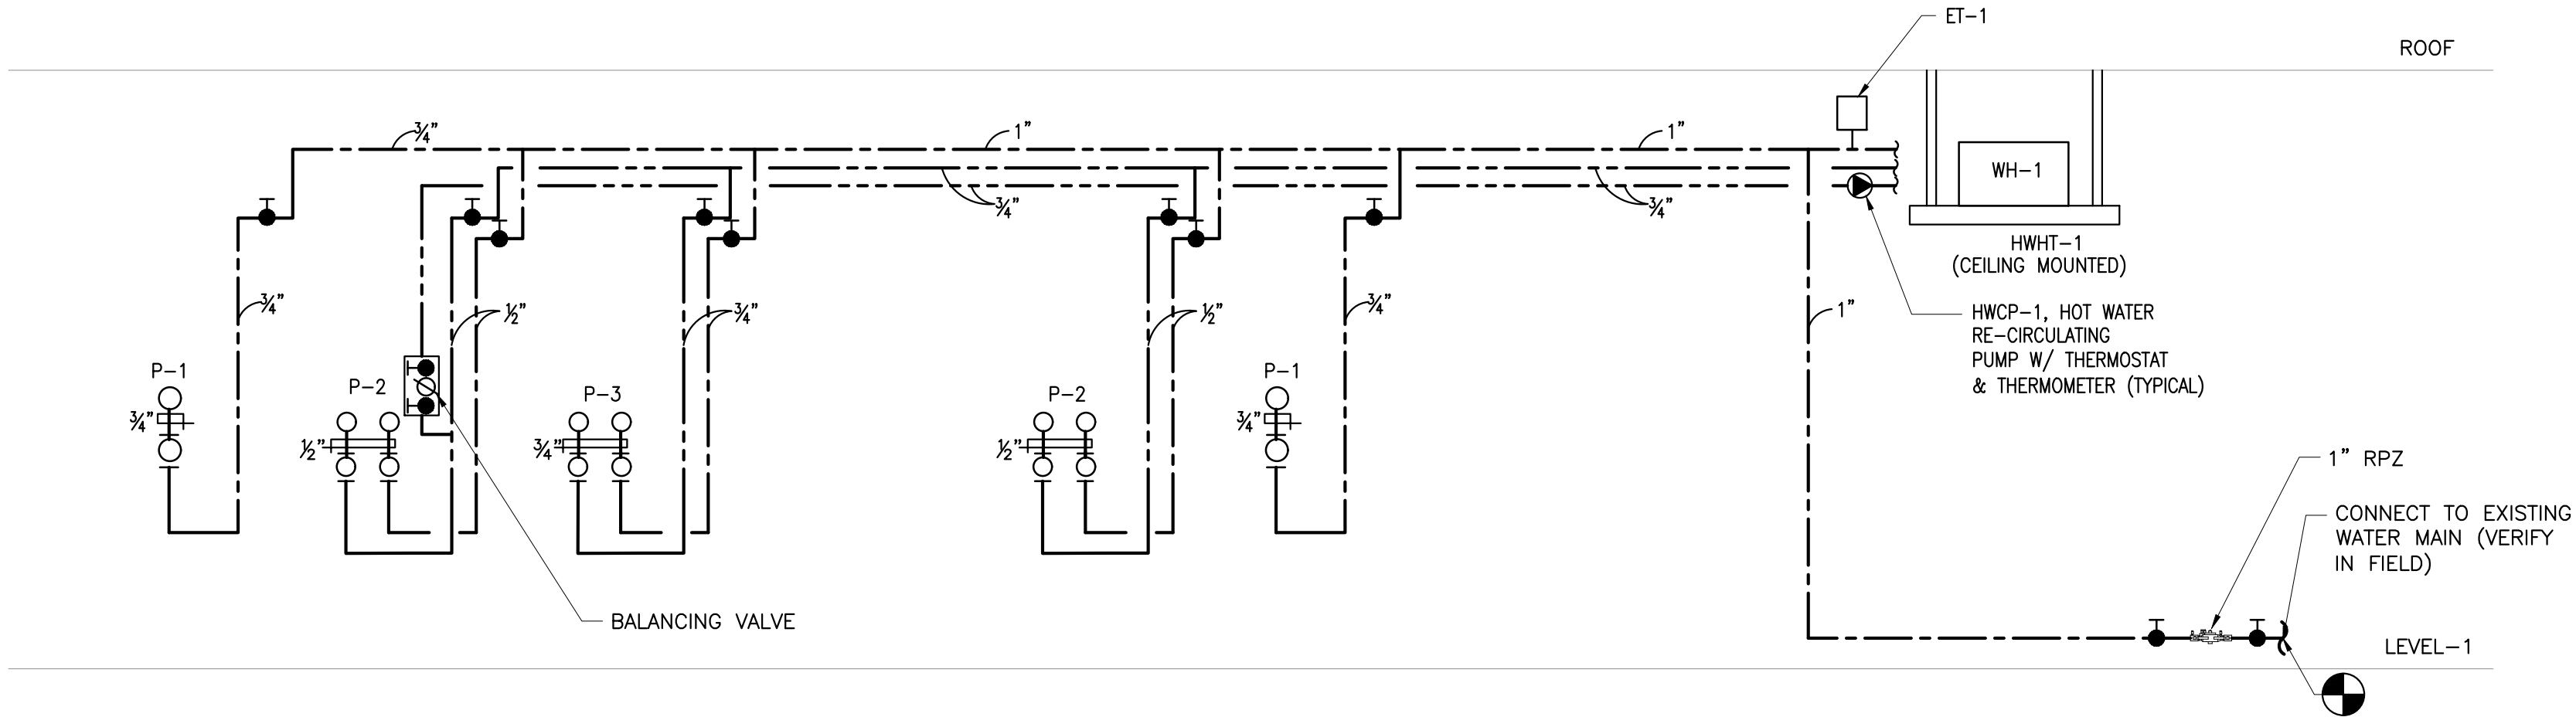 ET-1
ROOF
¾"
1"
1"
WH-1
¾"
¾"
HWHT-1
(CEILING MOUNTED)
¾"
½"
¾"
½"
¾"
1"
HWCP-1, HOT WATER
RE-CIRCULATING
PUMP W/ THERMOSTAT
& THERMOMETER (TYPICAL)
P-1
P-2
P-3
P-2
P-1
¾"
½"
¾"
½"
¾"
1" RPZ
CONNECT TO EXISTING
WATER MAIN (VERIFY
IN FIELD)
BALANCING VALVE
LEVEL-1